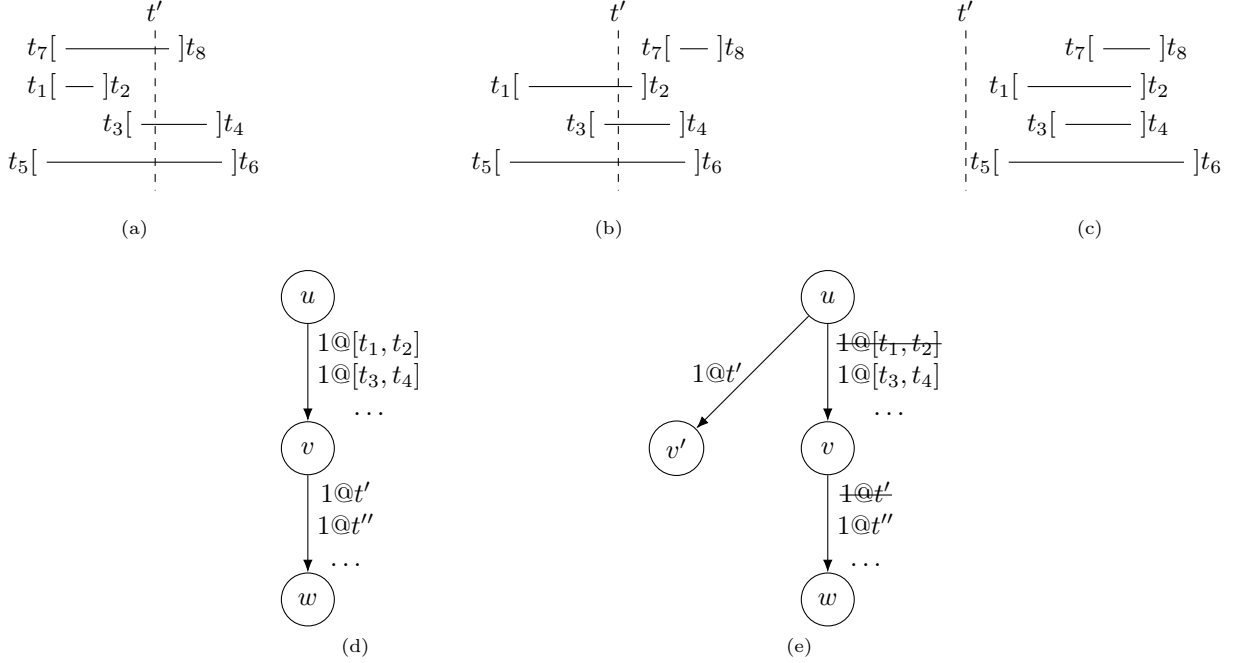 t′ t′ t′
t₇[ ]t₈ t₇[ ]t₈ t₇[ ]t₈
t₁[ ]t₂ t₁[ ]t₂ t₁[ ]t₂
t₃[ ]t₄ t₃[ ]t₄ t₃[ ]t₄
t₅[ ]t₆ t₅[ ]t₆ t₅[ ]t₆
(a) (b) (c)
u
1@[t₁, t₂]
1@[t₃, t₄]
...
v
1@t′
1@t″
...
w
(d)
u
1@[t₁, t₂]
1@t′ 1@[t₃, t₄]
...
v′ v
1@t′
1@t″
...
w
(e)